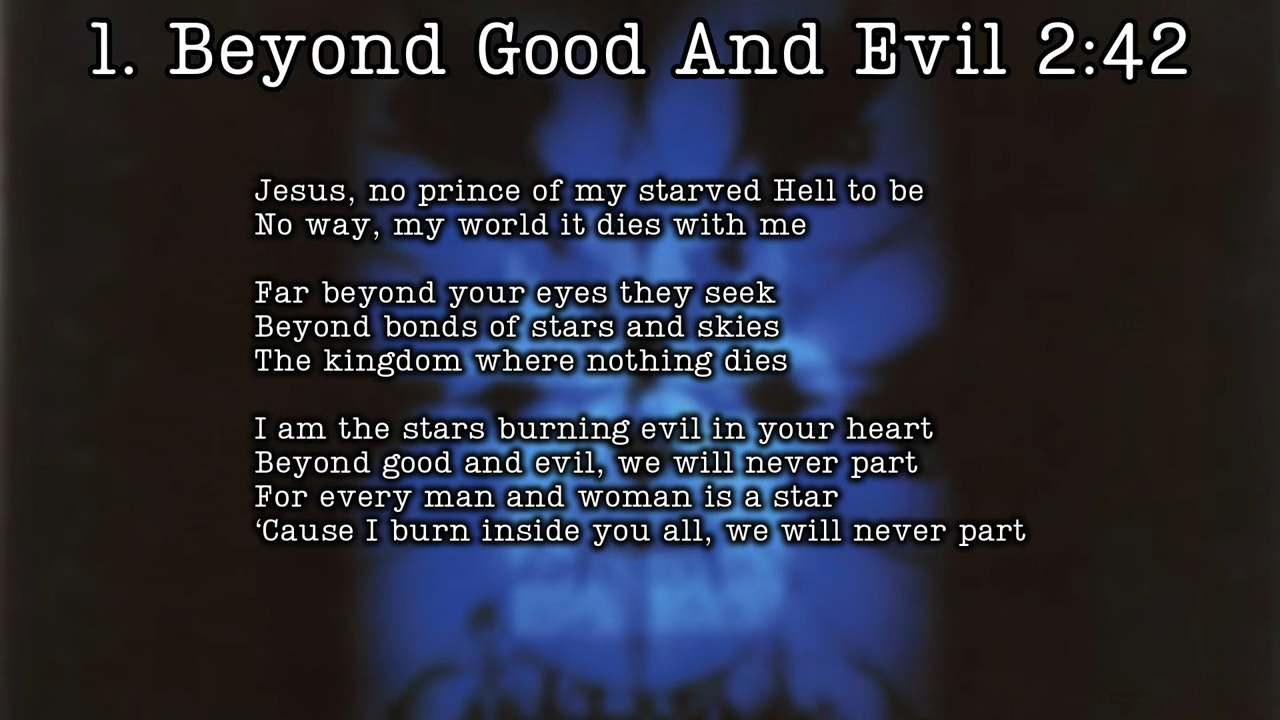 1. Beyond Good And Evil 2:42
Jesus, no prince of my starved Hell to be
No way, my world it dies with me
Far beyond your eyes they seek
Beyond bonds of stars and skies
The kingdom where nothing dies
I am the stars burning evil in your heart
Beyond good and evil, we will never part
For every man and woman is a star
‘Cause I burn inside you all, we will never part